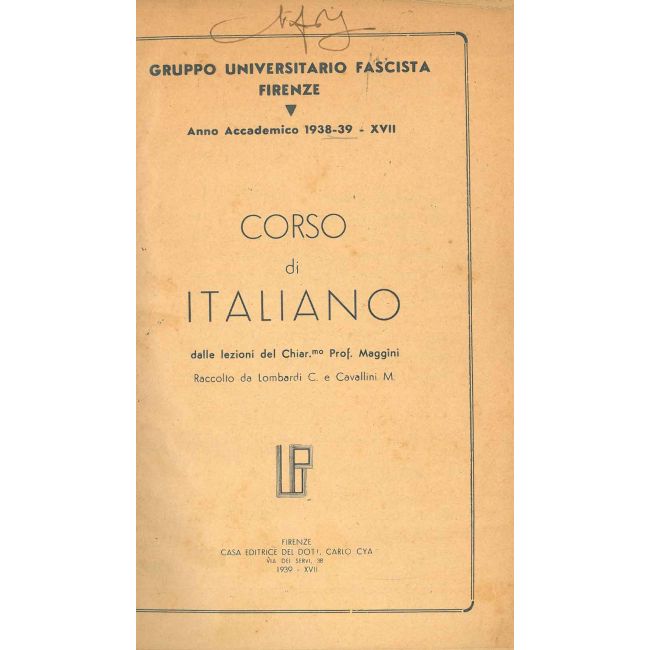 GRUPPO UNIVERSITARIO FASCISTA
FIRENZE
Anno Accademico 1938-39 - XVII
CORSO
di
ITALIANO
dalle lezioni del Chiar.mo Prof. Maggini
Raccolto da Lombardi C. e Cavallini M.
FIRENZE
CASA EDITRICE DEL DOTT. CARLO CYA
VIA DEI SERVI, 38
1939 - XVII